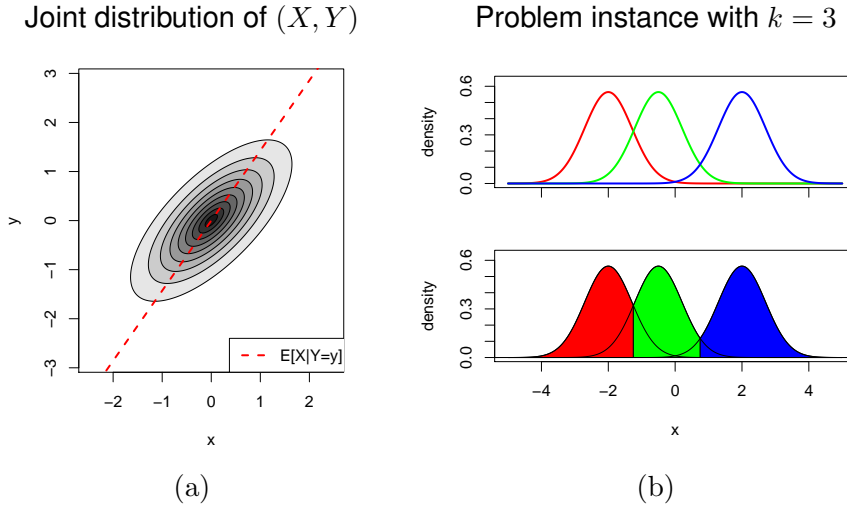 Joint distribution of (X, Y)
3
2
1
0
−1
−2
−3
y
E[X|Y=y]
−2
−1
0
1
2
x
(a)
Problem instance with k = 3
0.6
0.3
0.0
density
0.6
0.3
0.0
density
−4
−2
0
2
4
x
(b)